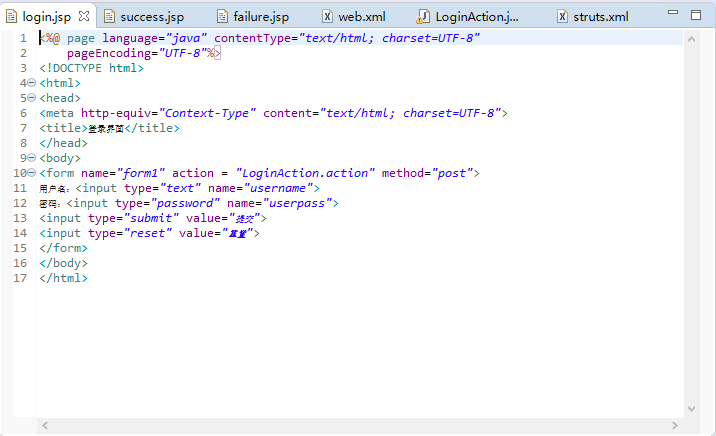 login.jsp success.jsp failure.jsp web.xml LoginAction.j... struts.xml
1 <%@ page language="java" contentType="text/html; charset=UTF-8"
2 pageEncoding="UTF-8"%>
3 <!DOCTYPE html>
4 <html>
5 <head>
6 <meta http-equiv="Context-Type" content="text/html; charset=UTF-8">
7 <title>登录界面</title>
8 </head>
9 <body>
10 <form name="form1" action = "LoginAction.action" method="post">
11 用户名：<input type="text" name="username">
12 密码：<input type="password" name="userpass">
13 <input type="submit" value="提交">
14 <input type="reset" value="重置">
15 </form>
16 </body>
17 </html>